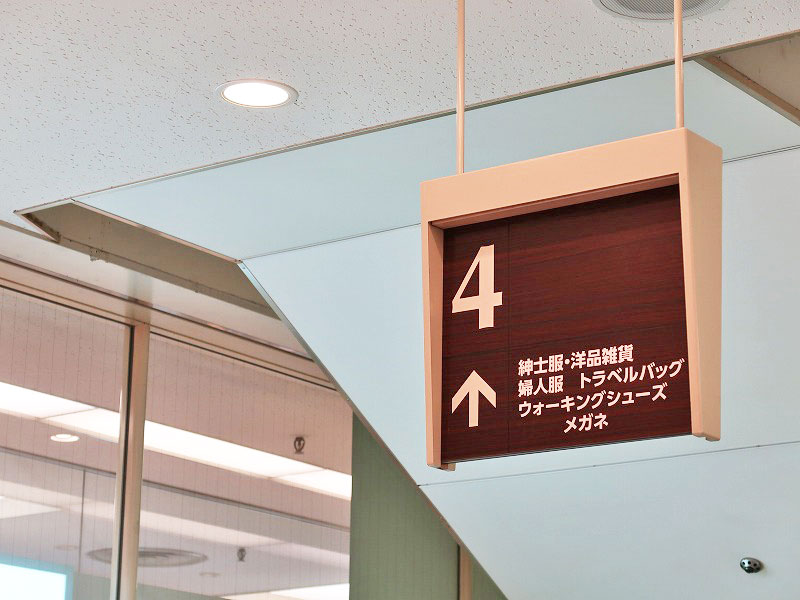 4
紳士服・洋品雑貨
婦人服 トラベルバッグ
ウォーキングシューズ
メガネ